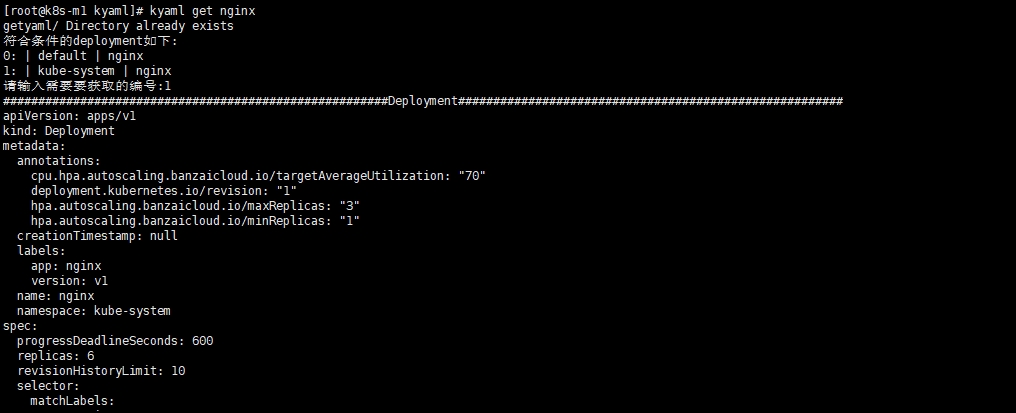 [root@k8s-m1 kyaml]# kyaml get nginx
getyaml/ Directory already exists
符合条件的deployment如下:
0: | default | nginx
1: | kube-system | nginx
请输入需要要获取的编号:1
#######################################################Deployment#######################################################
apiVersion: apps/v1
kind: Deployment
metadata:
  annotations:
    cpu.hpa.autoscaling.banzaicloud.io/targetAverageUtilization: "70"
    deployment.kubernetes.io/revision: "1"
    hpa.autoscaling.banzaicloud.io/maxReplicas: "3"
    hpa.autoscaling.banzaicloud.io/minReplicas: "1"
  creationTimestamp: null
  labels:
    app: nginx
    version: v1
  name: nginx
  namespace: kube-system
spec:
  progressDeadlineSeconds: 600
  replicas: 6
  revisionHistoryLimit: 10
  selector:
    matchLabels: